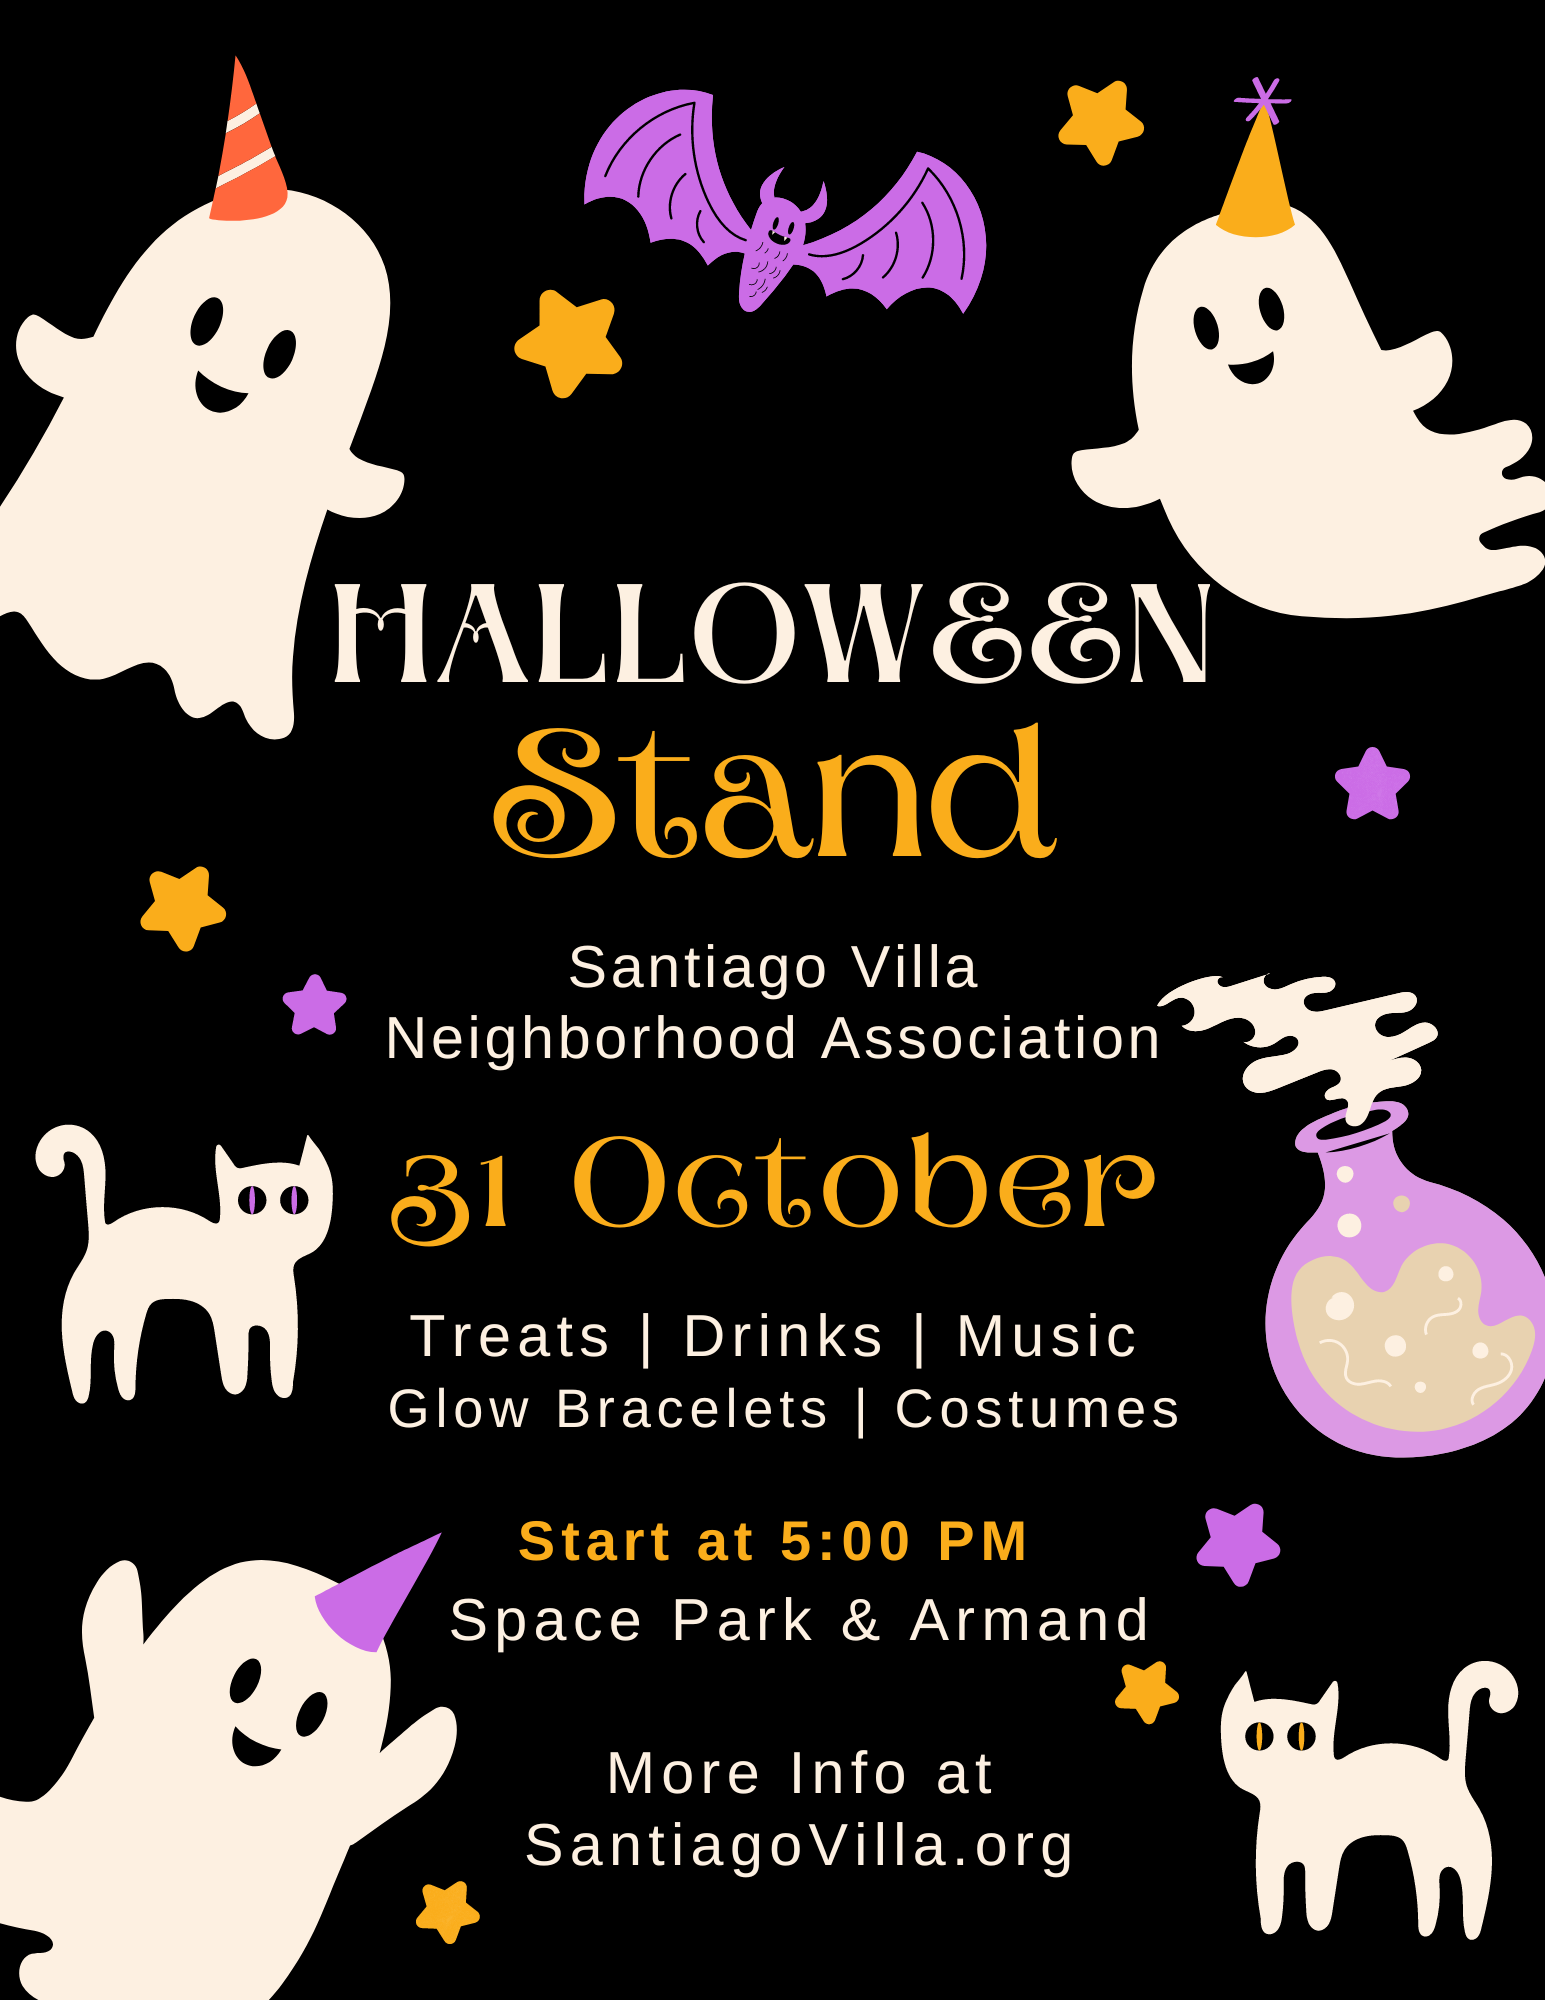 HALLOWEEN
Stand
Santiago Villa
Neighborhood Association
31 October
Treats | Drinks | Music
Glow Bracelets | Costumes
Start at 5:00 PM
Space Park & Armand
More Info at
SantiagoVilla.org